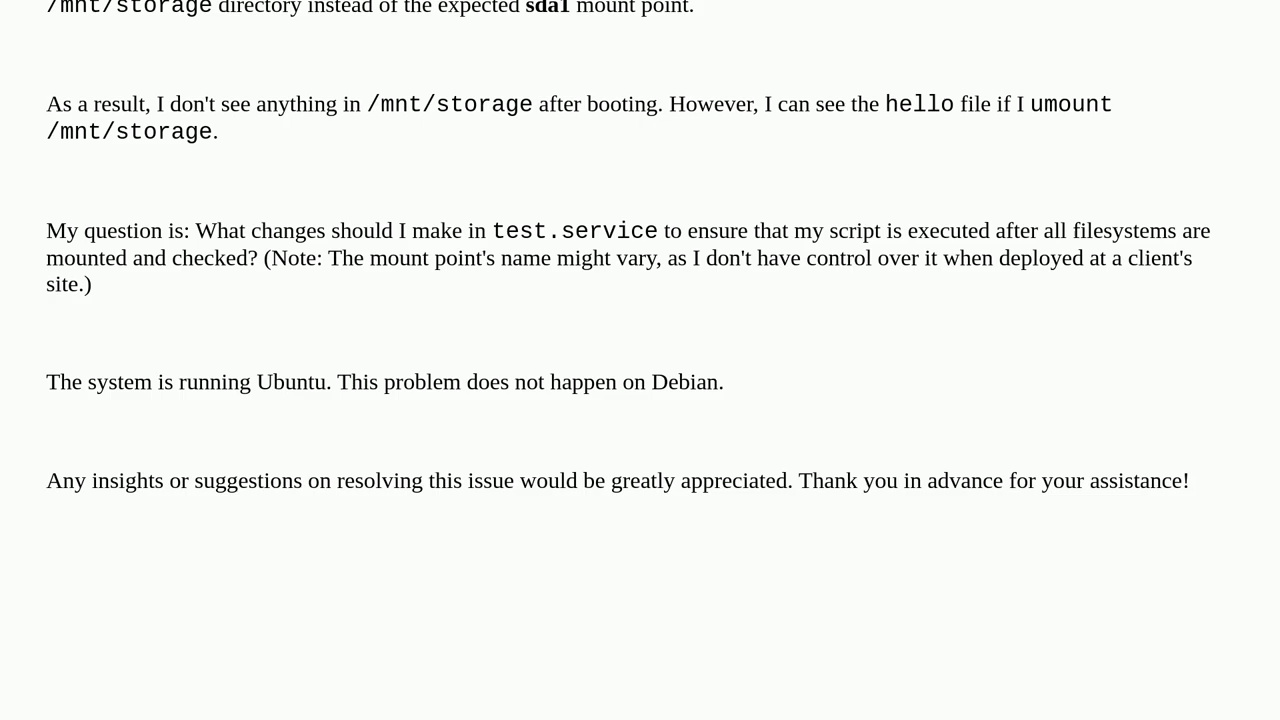 /mnt/storage directory instead of the expected sda1 mount point.
As a result, I don't see anything in /mnt/storage after booting. However, I can see the hello file if I umount
/mnt/storage.
My question is: What changes should I make in test.service to ensure that my script is executed after all filesystems are
mounted and checked? (Note: The mount point's name might vary, as I don't have control over it when deployed at a client's
site.)
The system is running Ubuntu. This problem does not happen on Debian.
Any insights or suggestions on resolving this issue would be greatly appreciated. Thank you in advance for your assistance!